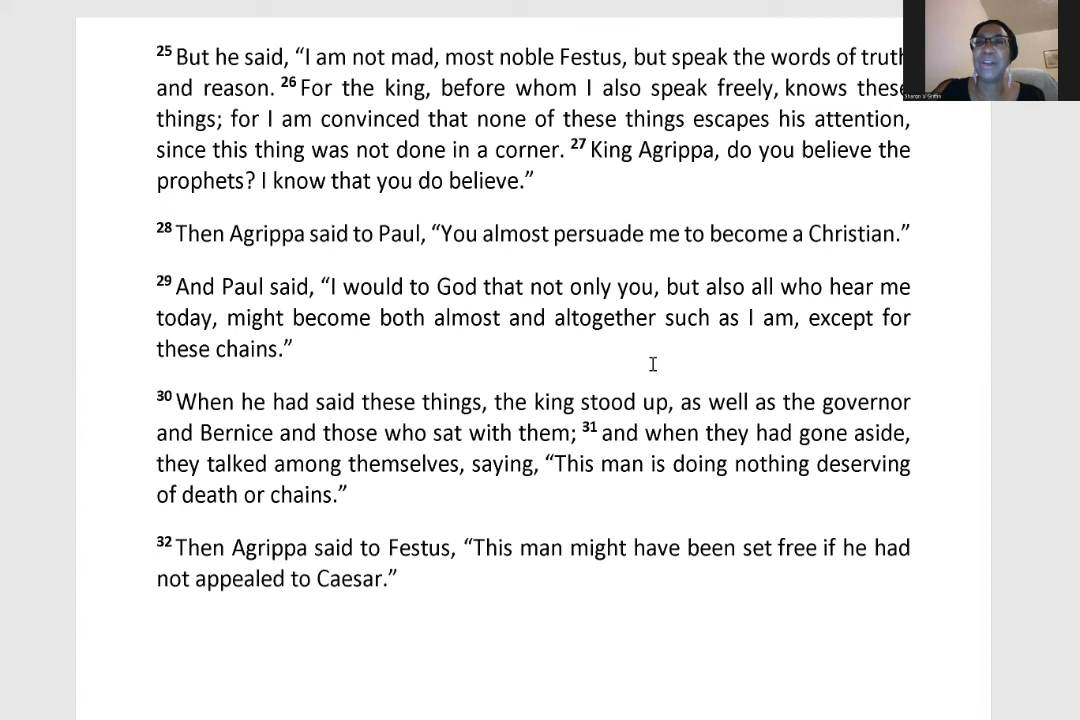 25 But he said, “I am not mad, most noble Festus, but speak the words of truth
and reason. 26 For the king, before whom I also speak freely, knows these
things; for I am convinced that none of these things escapes his attention,
since this thing was not done in a corner. 27 King Agrippa, do you believe the
prophets? I know that you do believe.”
28 Then Agrippa said to Paul, “You almost persuade me to become a Christian.”
29 And Paul said, “I would to God that not only you, but also all who hear me
today, might become both almost and altogether such as I am, except for
these chains.”
30 When he had said these things, the king stood up, as well as the governor
and Bernice and those who sat with them; 31 and when they had gone aside,
they talked among themselves, saying, “This man is doing nothing deserving
of death or chains.”
32 Then Agrippa said to Festus, “This man might have been set free if he had
not appealed to Caesar.”